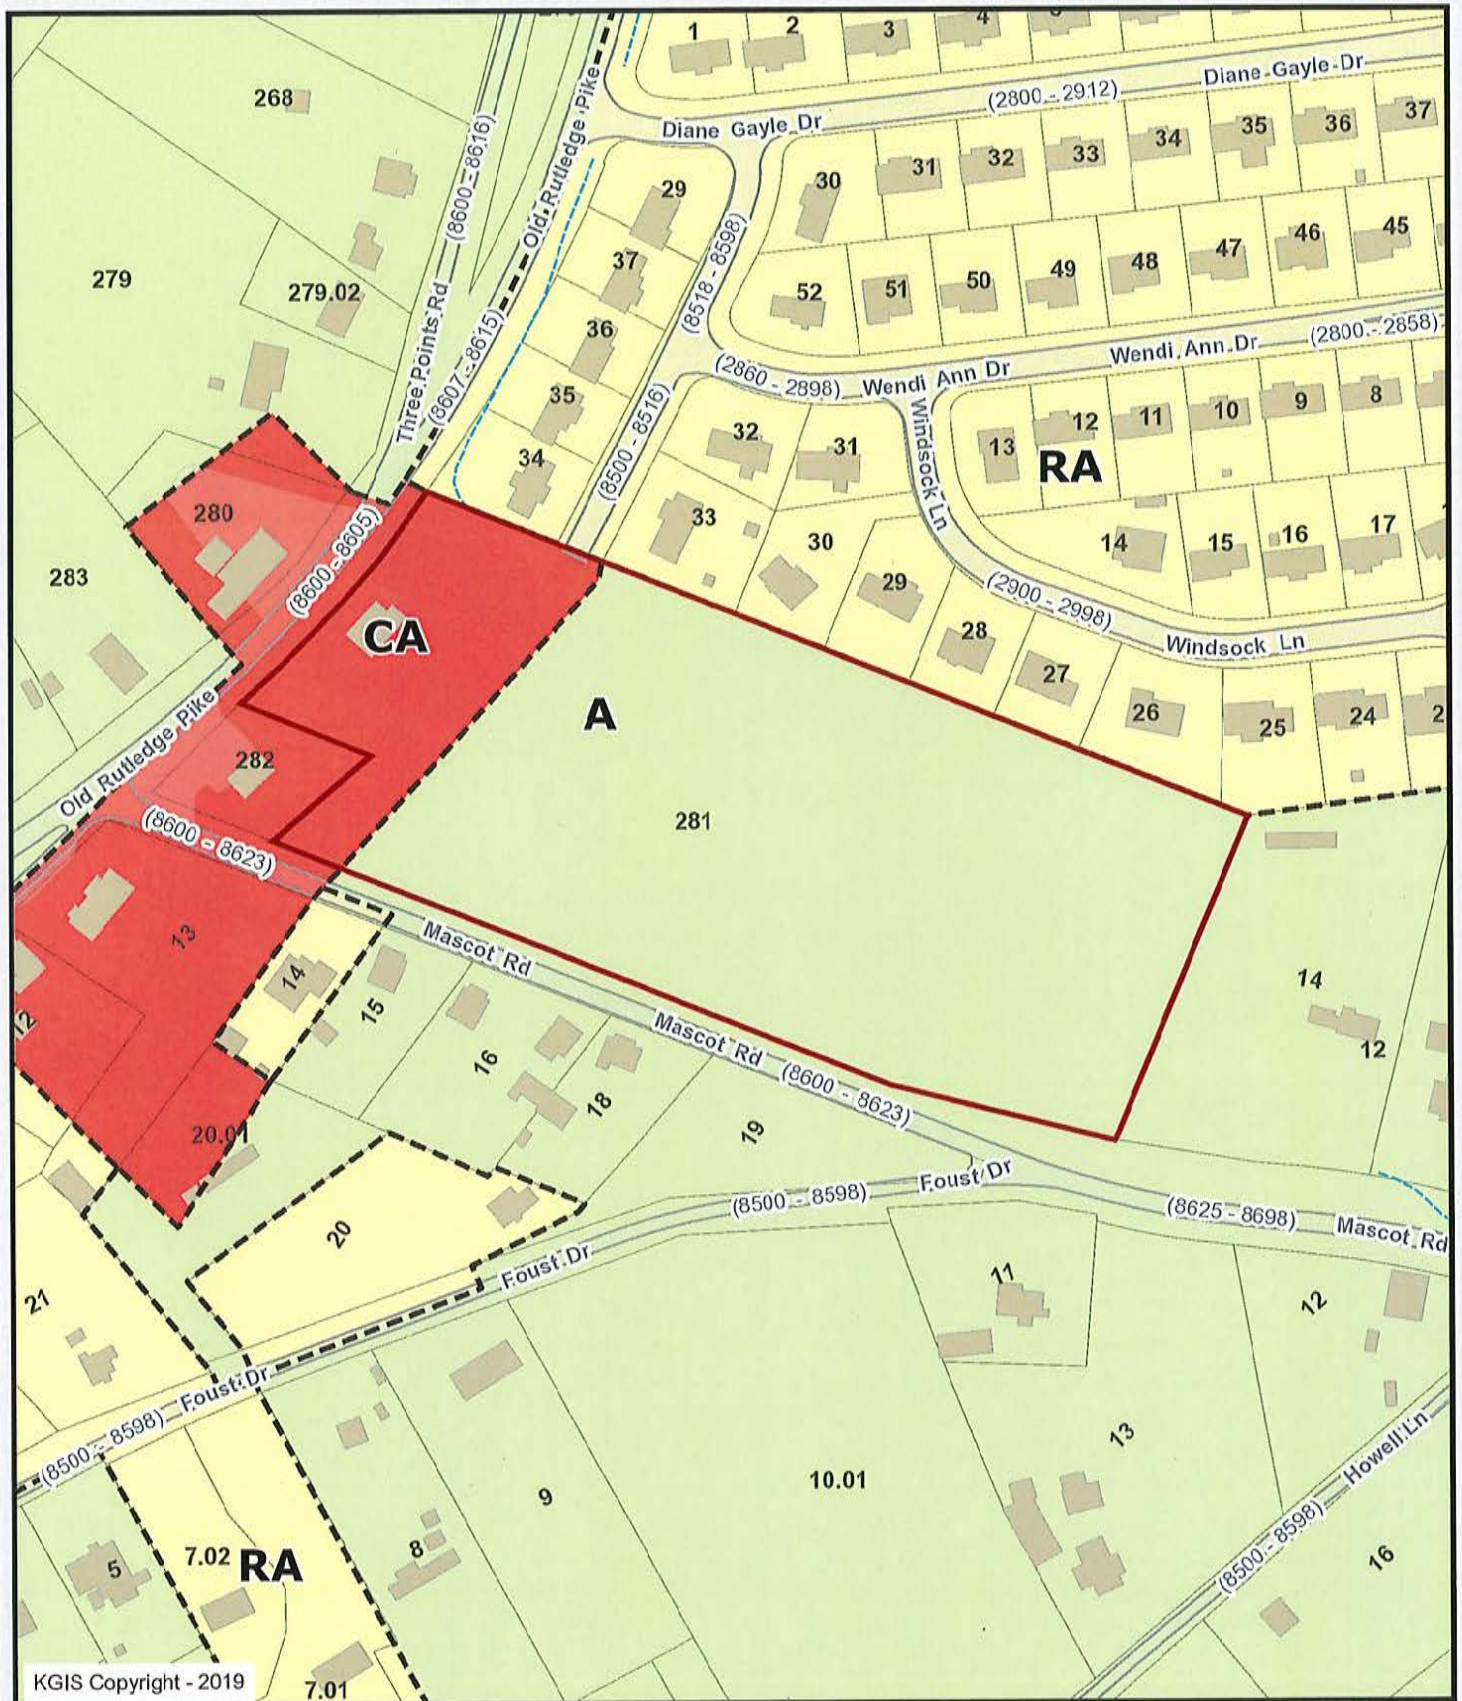 1
2
3
4
268
(8600 - 8616)
Old Rutledge Pike
Diane Gayle Dr
(2800 - 2912)
Diane Gayle Dr
30
31
32
33
34
35
36
37
29
279
279.02
37
(8518 - 8598)
52
51
50
49
48
47
46
45
Three Points Rd
(8607 - 8615)
36
(2860 - 2898)
Wendi Ann Dr
Wendi Ann Dr
(2800 - 2858)
35
34
(8500 - 8516)
32
31
Windsock Ln
13
12
11
10
9
8
RA
280
(8600 - 8605)
33
30
14
15
16
17
283
29
(2900 - 2998)
Windsock Ln
CA
28
27
26
25
24
2
A
Old Rutledge Pike
282
281
(8600 - 8623)
13
14
Mascot Rd
15
12
16
18
Mascot Rd
(8600 - 8623)
19
14
12
20.01
20
(8500 - 8598)
Foust Dr
(8625 - 8698)
Mascot Rd
21
Foust Dr
11
12
(8500 - 8598)
Foust Dr
13
Howell Ln
(8500 - 8598)
16
5
7.02
RA
8
9
10.01
KGIS Copyright - 2019
7.01